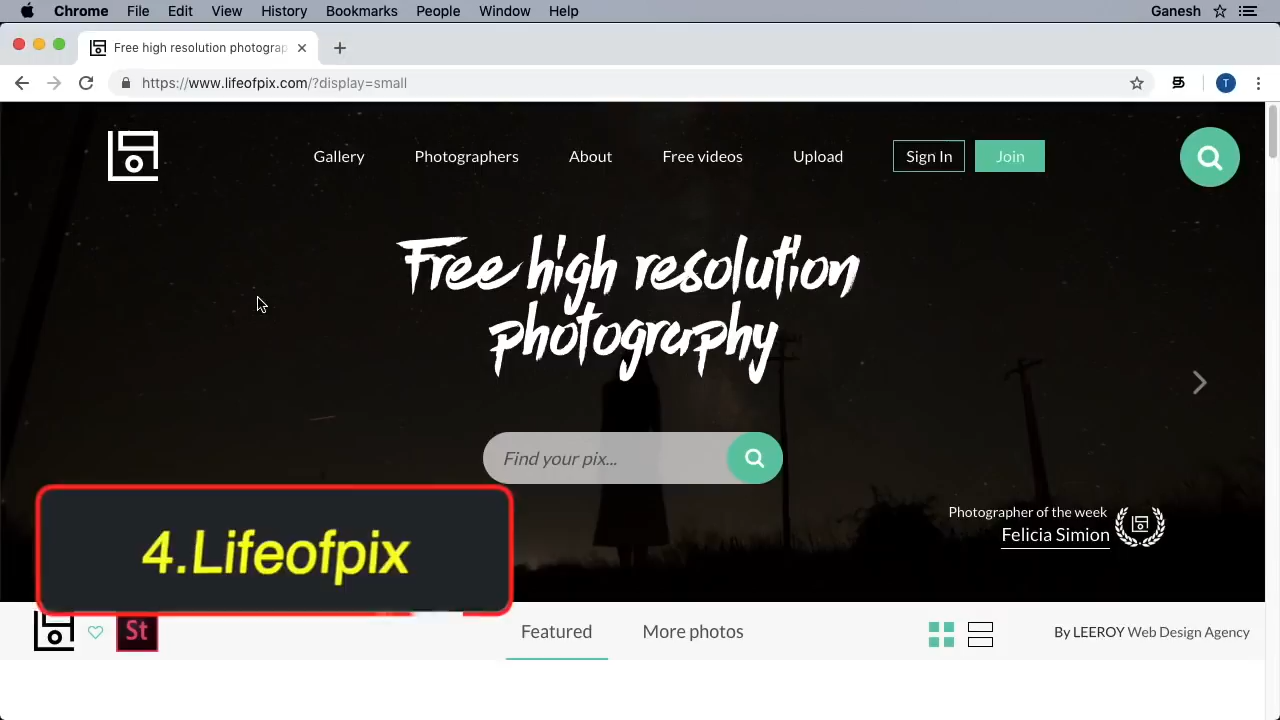 Chrome File Edit View History Bookmarks People Window Help Ganesh
Free high resolution photograp
https://www.lifeofpix.com/?display=small
T
Gallery Photographers About Free videos Upload Sign In Join
Free high resolution
photography
Find your pix...
Photographer of the week
Felicia Simion
4.Lifeofpix
St Featured More photos By LEEROY Web Design Agency